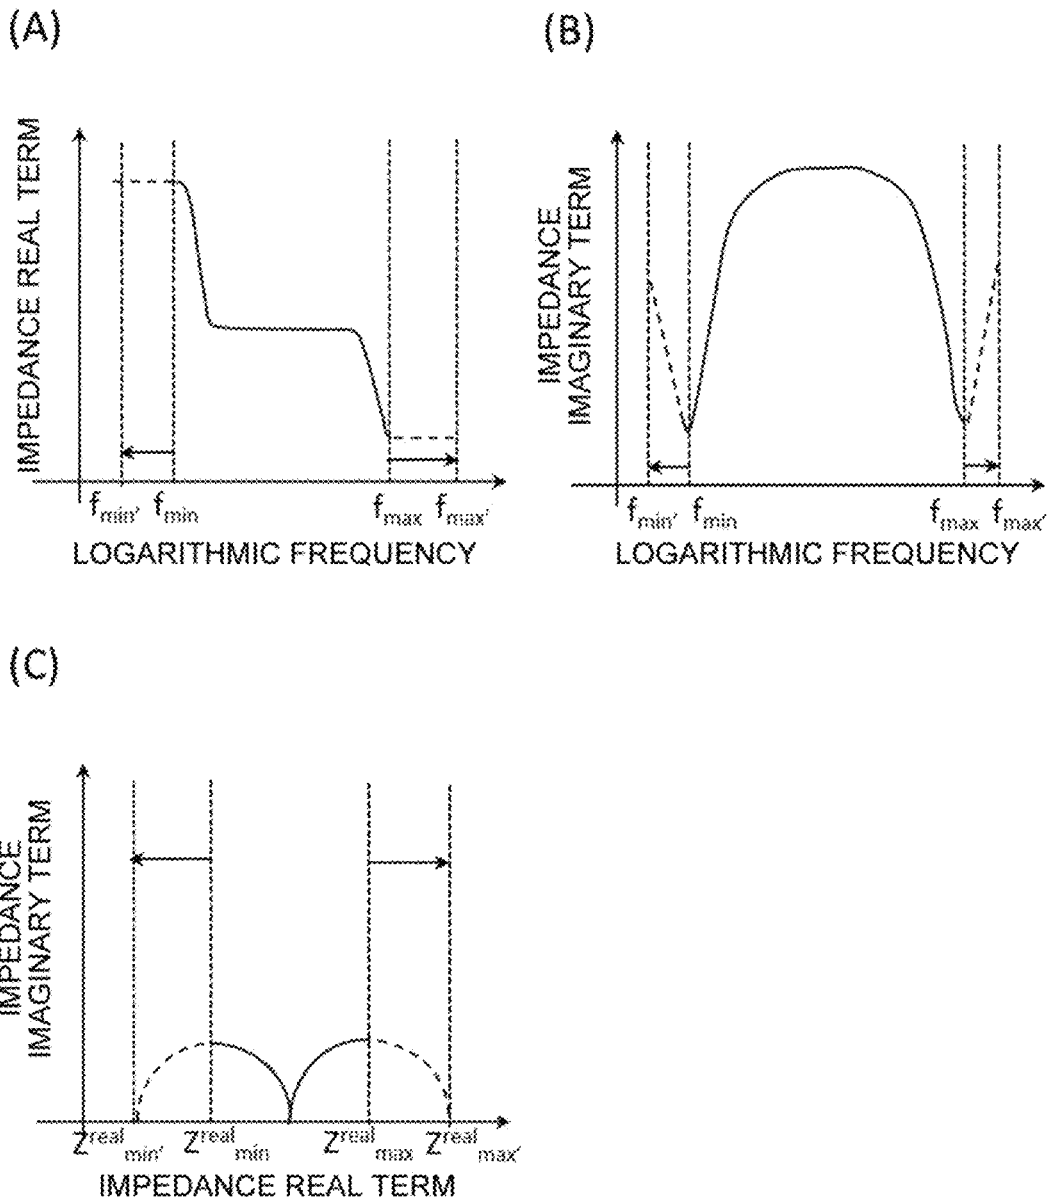 (A)
IMPEDANCE REAL TERM
fmin' fmin fmax fmax'
LOGARITHMIC FREQUENCY
(B)
IMPEDANCE
IMAGINARY TERM
fmin' fmin fmax fmax'
LOGARITHMIC FREQUENCY
(C)
IMPEDANCE
IMAGINARY TERM
Zrealmin' Zrealmin Zrealmax Zrealmax'
IMPEDANCE REAL TERM